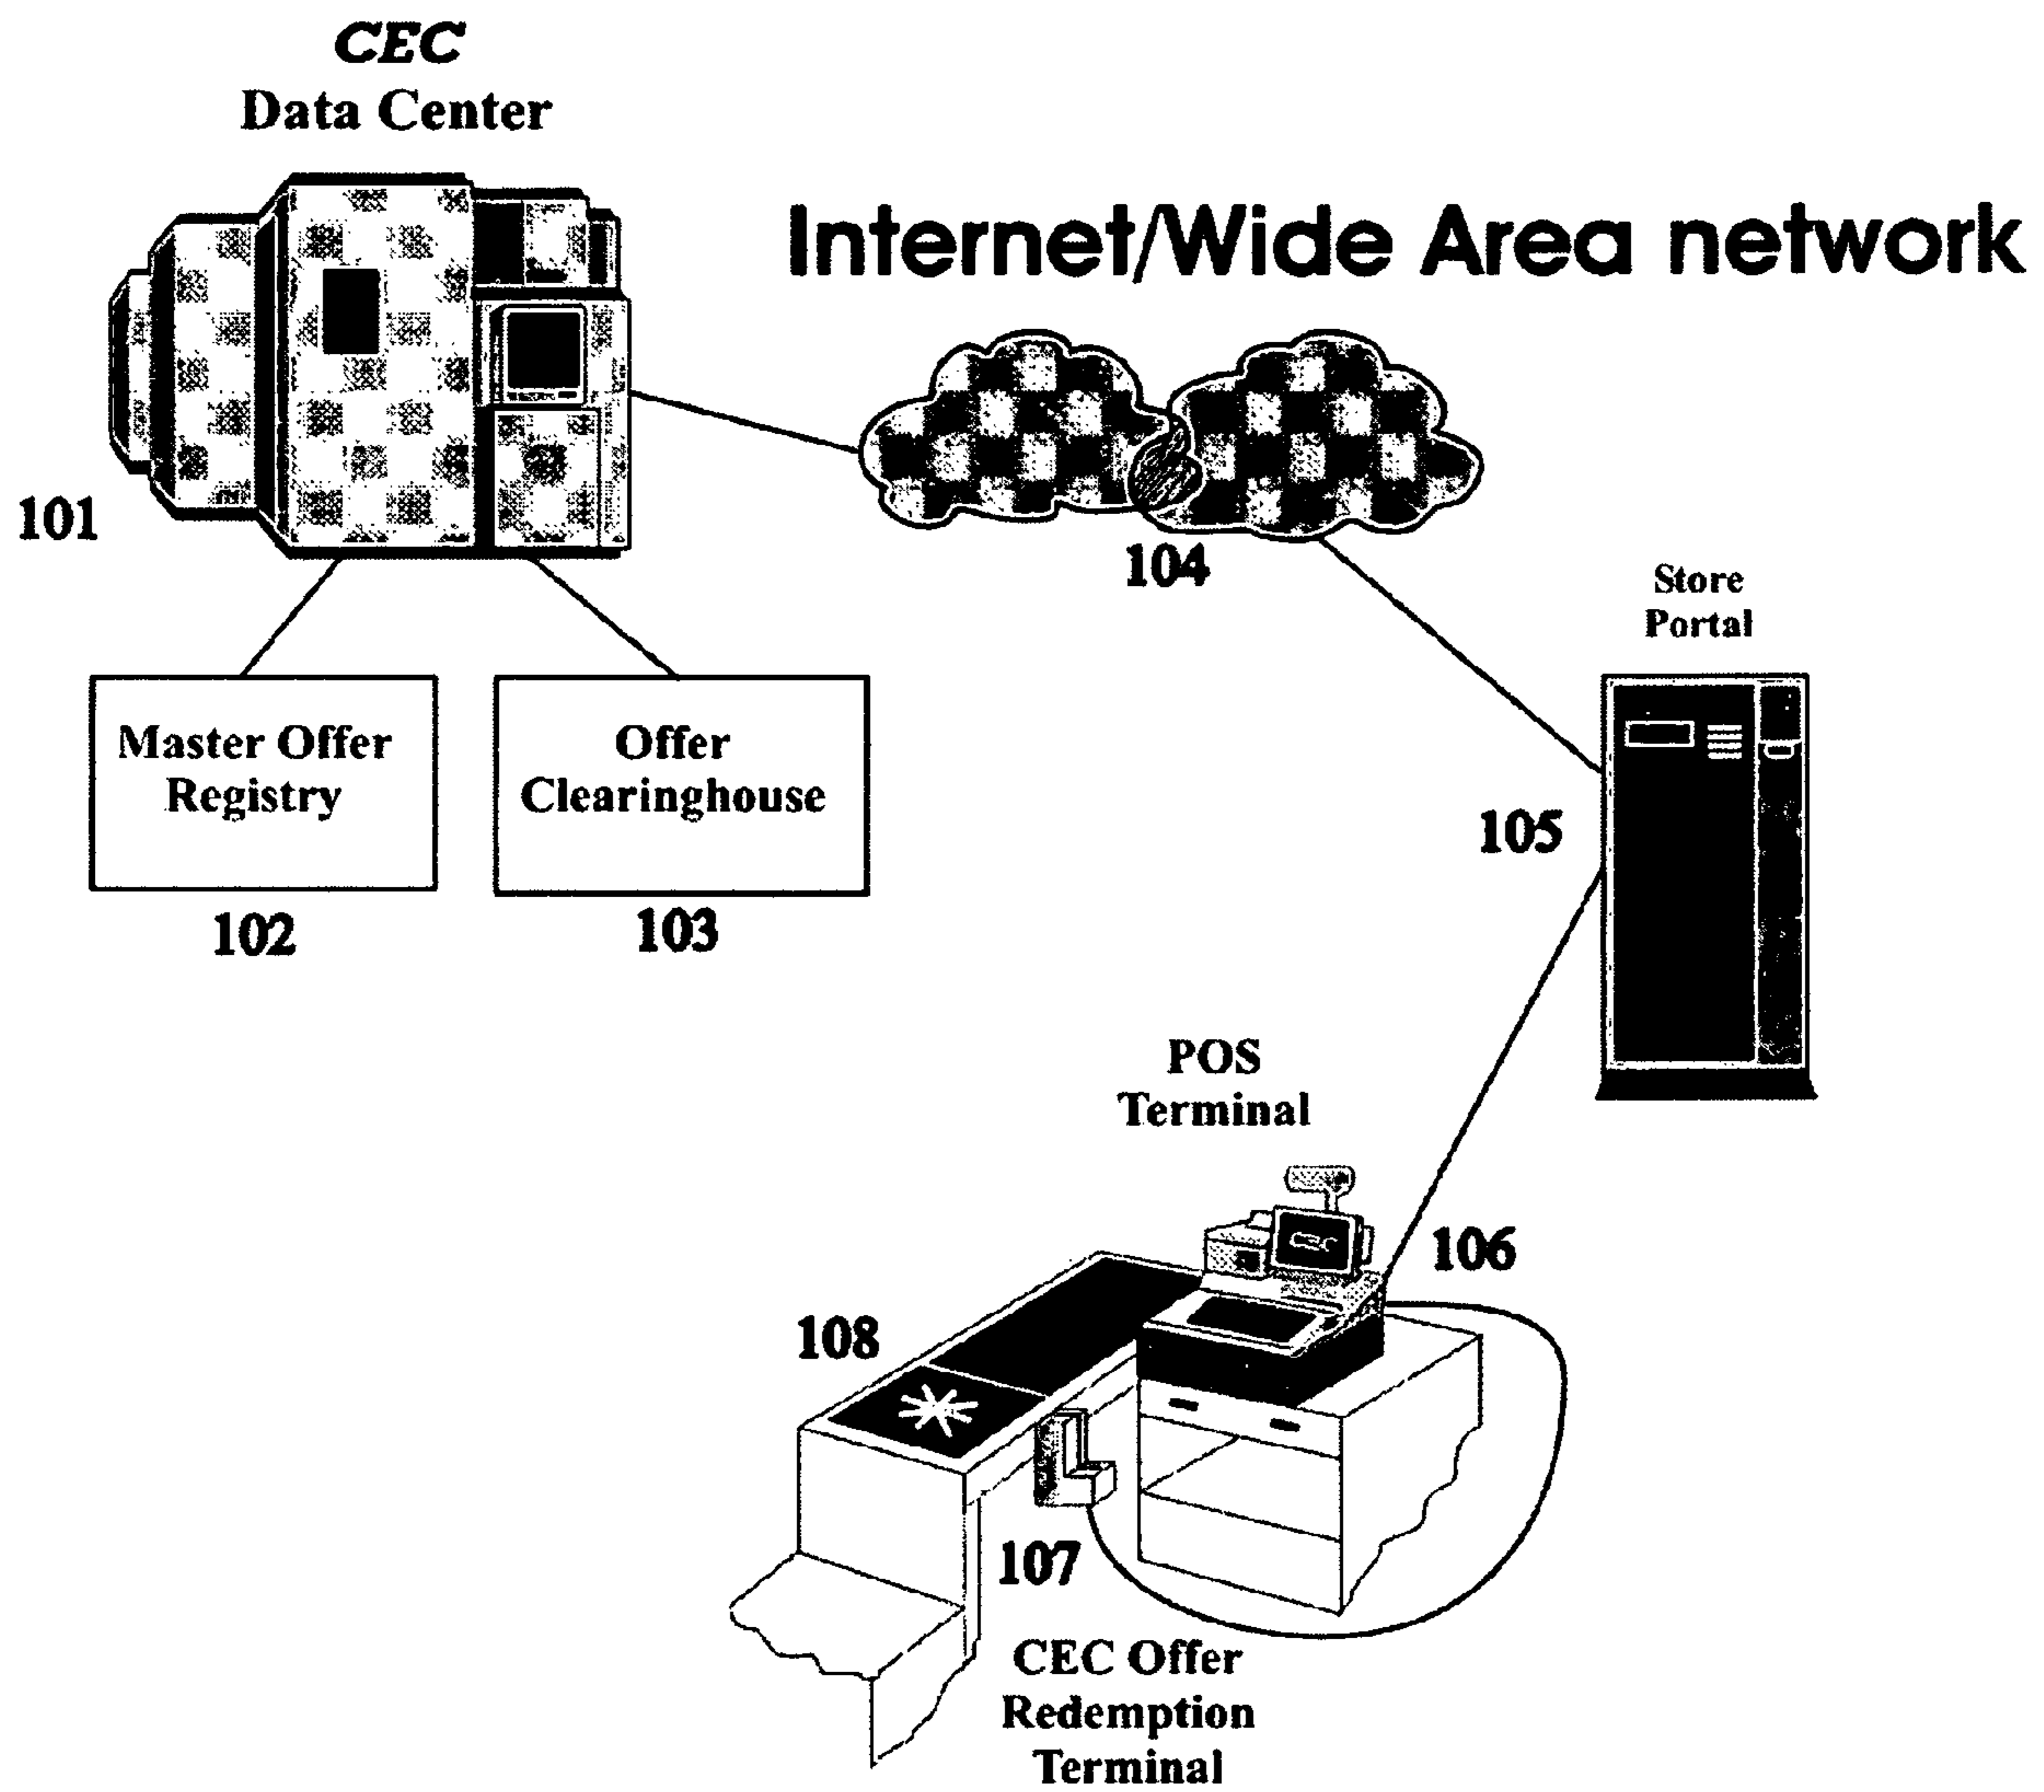 CEC
Data Center
Internet/Wide Area network
101
104
Store
Portal
Master Offer
Registry
Offer
Clearinghouse
105
102
103
POS
Terminal
CEC
106
108
107
CEC Offer
Redemption
Terminal